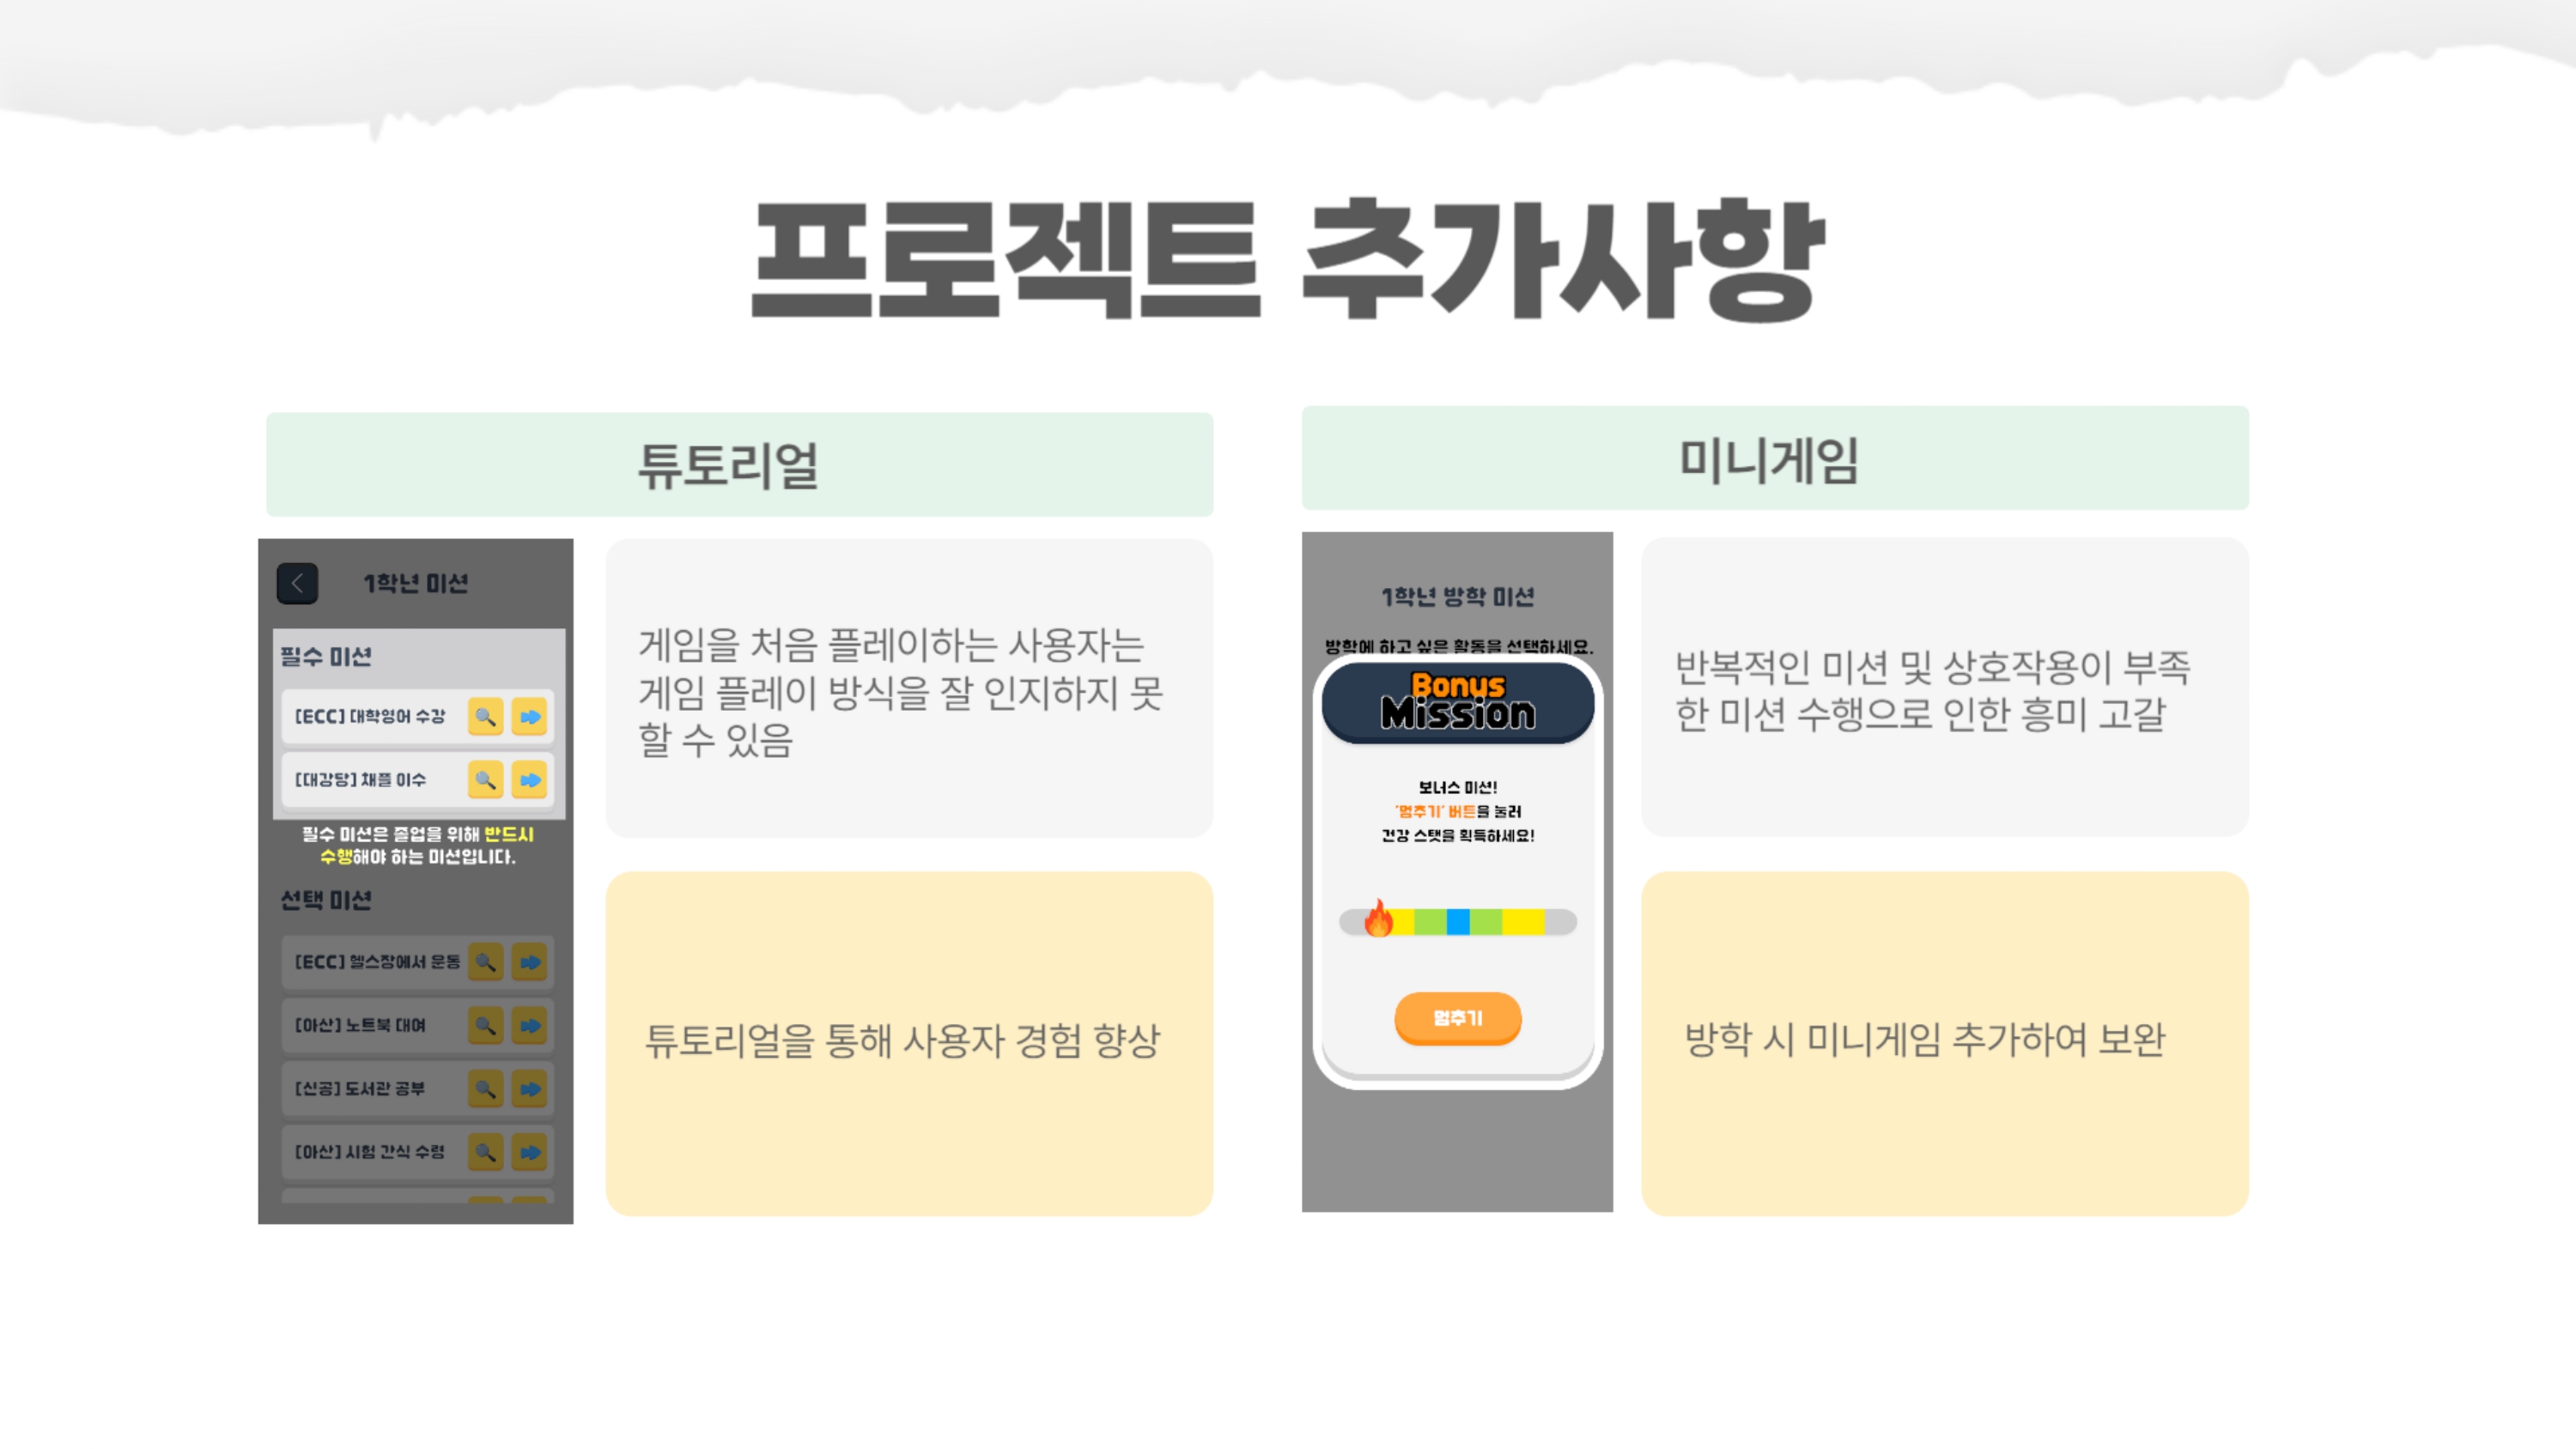 프로젝트 추가사항
튜토리얼
1학년 미션
필수 미션
[ECC] 대학영어 수강
[대강당] 채플 이수
필수 미션은 졸업을 위해 반드시
수행해야 하는 미션입니다.
선택 미션
[ECC] 헬스장에서 운동
[아산] 노트북 대여
[신공] 도서관 공부
[아산] 시험 간식 수령
게임을 처음 플레이하는 사용자는
게임 플레이 방식을 잘 인지하지 못
할 수 있음
튜토리얼을 통해 사용자 경험 향상
미니게임
1학년 방학 미션
방학에 하고 싶은 활동을 선택하세요.
Bonus
Mission
보너스 미션!
'멈추기' 버튼을 눌러
건강 스탯을 획득하세요!
멈추기
반복적인 미션 및 상호작용이 부족
한 미션 수행으로 인한 흥미 고갈
방학 시 미니게임 추가하여 보완